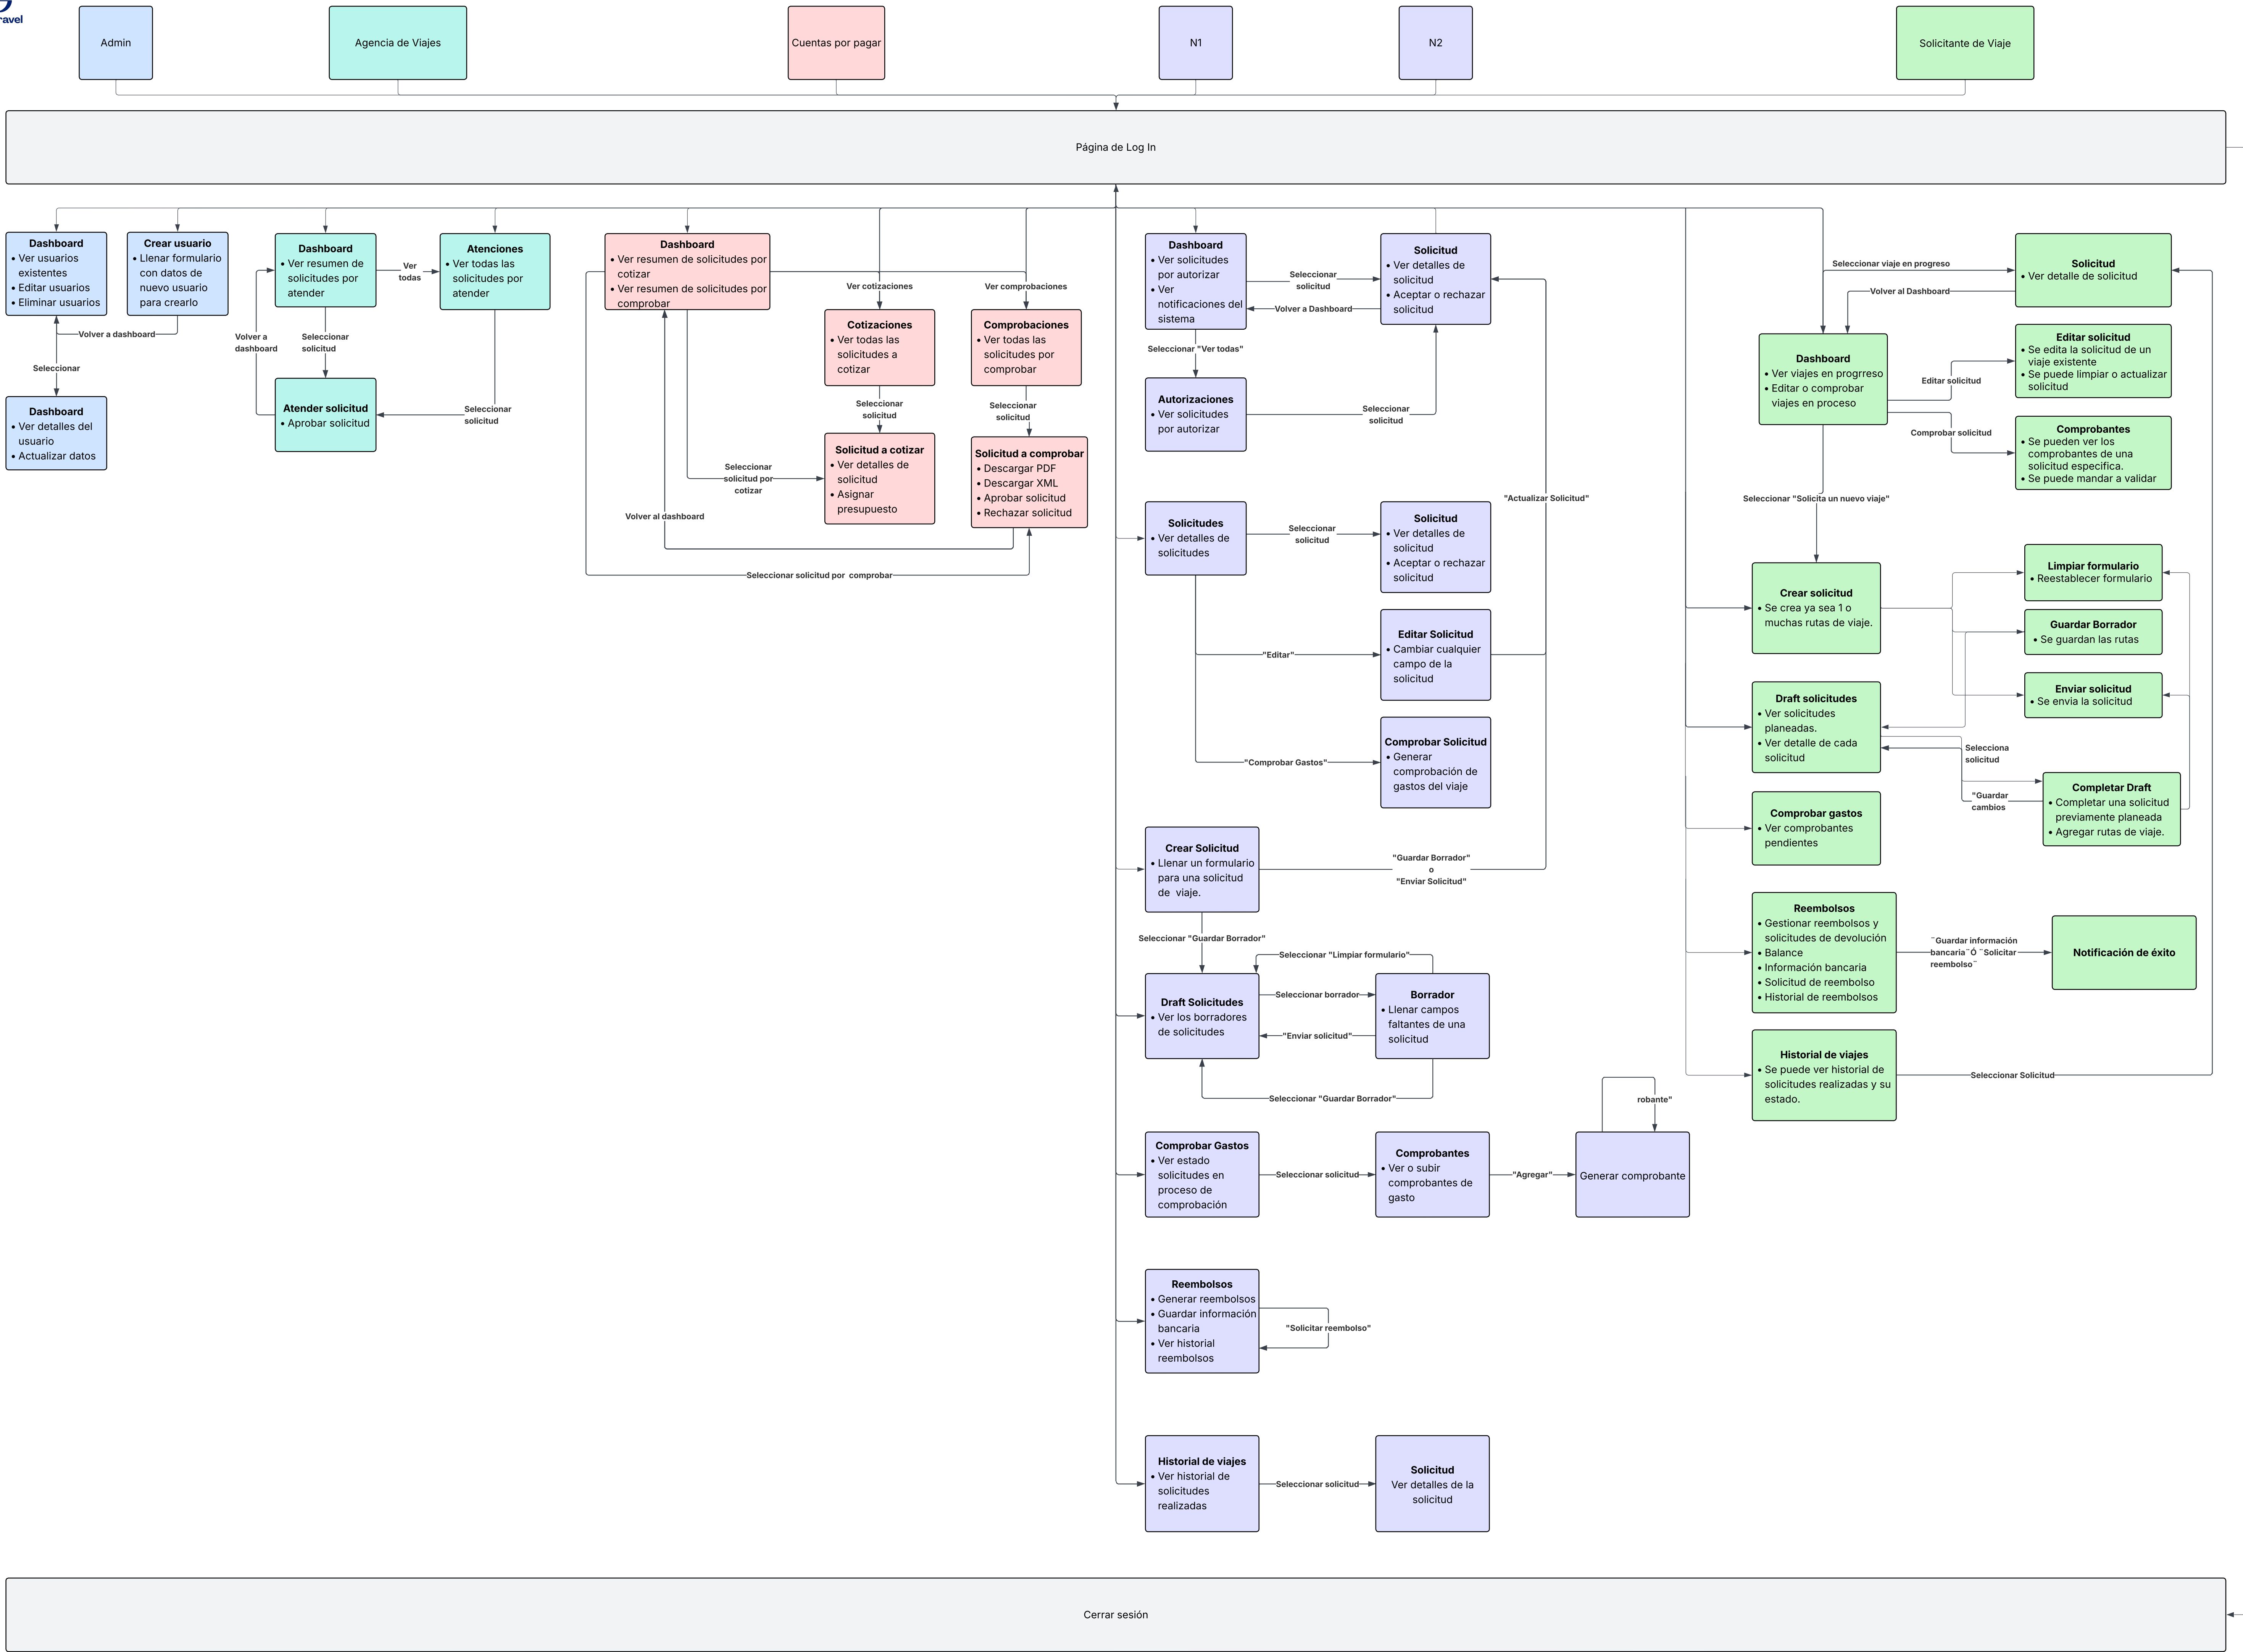 ravel
Admin
Agencia de Viajes
Cuentas por pagar
N1
N2
Solicitante de Viaje
Página de Log In
Dashboard
• Ver usuarios
existentes
• Editar usuarios
• Eliminar usuarios
Crear usuario
• Llenar formulario
con datos de
nuevo usuario
para crearlo
Volver a dashboard
Seleccionar
Dashboard
• Ver detalles del
usuario
• Actualizar datos
Dashboard
• Ver resumen de
solicitudes por
atender
Ver
todas
Atenciones
• Ver todas las
solicitudes por
atender
Volver a
dashboard
Seleccionar
solicitud
Atender solicitud
• Aprobar solicitud
Seleccionar
solicitud
Dashboard
• Ver resumen de solicitudes por
cotizar
• Ver resumen de solicitudes por
comprobar
Ver cotizaciones
Ver comprobaciones
Cotizaciones
• Ver todas las
solicitudes a
cotizar
Comprobaciones
• Ver todas las
solicitudes por
comprobar
Seleccionar
solicitud
Seleccionar
solicitud
Seleccionar
solicitud por
cotizar
Solicitud a cotizar
• Ver detalles de
solicitud
• Asignar
presupuesto
Solicitud a comprobar
• Descargar PDF
• Descargar XML
• Aprobar solicitud
• Rechazar solicitud
Volver al dashboard
Seleccionar solicitud por  comprobar
Dashboard
• Ver solicitudes
por autorizar
• Ver
notificaciones del
sistema
Seleccionar
solicitud
Volver a Dashboard
Solicitud
• Ver detalles de
solicitud
• Aceptar o rechazar
solicitud
Seleccionar "Ver todas"
Autorizaciones
• Ver solicitudes
por autorizar
Seleccionar
solicitud
"Actualizar Solicitud"
Solicitudes
• Ver detalles de
solicitudes
Seleccionar
solicitud
Solicitud
• Ver detalles de
solicitud
• Aceptar o rechazar
solicitud
"Editar"
Editar Solicitud
• Cambiar cualquier
campo de la
solicitud
"Comprobar Gastos"
Comprobar Solicitud
• Generar
comprobación de
gastos del viaje
Crear Solicitud
• Llenar un formulario
para una solicitud
de  viaje.
"Guardar Borrador"
o
"Enviar Solicitud"
Seleccionar "Guardar Borrador"
Seleccionar "Limpiar formulario"
Draft Solicitudes
• Ver los borradores
de solicitudes
Seleccionar borrador
"Enviar solicitud"
Borrador
• Llenar campos
faltantes de una
solicitud
Seleccionar "Guardar Borrador"
Comprobar Gastos
• Ver estado
solicitudes en
proceso de
comprobación
Seleccionar solicitud
Comprobantes
• Ver o subir
comprobantes de
gasto
"Agregar"
robante"
Generar comprobante
Reembolsos
• Generar reembolsos
• Guardar información
bancaria
• Ver historial
reembolsos
"Solicitar reembolso"
Historial de viajes
• Ver historial de
solicitudes
realizadas
Seleccionar solicitud
Solicitud
Ver detalles de la
solicitud
Seleccionar viaje en progreso
Volver al Dashboard
Solicitud
• Ver detalle de solicitud
Dashboard
• Ver viajes en progrreso
• Editar o comprobar
viajes en proceso
Editar solicitud
Editar solicitud
• Se edita la solicitud de un
viaje existente
• Se puede limpiar o actualizar
solicitud
Comprobar solicitud
Comprobantes
• Se pueden ver los
comprobantes de una
solicitud especifica.
• Se puede mandar a validar
Seleccionar "Solicita un nuevo viaje"
Crear solicitud
• Se crea ya sea 1 o
muchas rutas de viaje.
Limpiar formulario
• Reestablecer formulario
Guardar Borrador
• Se guardan las rutas
Enviar solicitud
• Se envia la solicitud
Draft solicitudes
• Ver solicitudes
planeadas.
• Ver detalle de cada
solicitud
Selecciona
solicitud
"Guardar
cambios
Completar Draft
• Completar una solicitud
previamente planeada
• Agregar rutas de viaje.
Comprobar gastos
• Ver comprobantes
pendientes
Reembolsos
• Gestionar reembolsos y
solicitudes de devolución
• Balance
• Información bancaria
• Solicitud de reembolso
• Historial de reembolsos
¨Guardar información
bancaria¨Ó ¨Solicitar
reembolso¨
Notificación de éxito
Historial de viajes
• Se puede ver historial de
solicitudes realizadas y su
estado.
Seleccionar Solicitud
Cerrar sesión